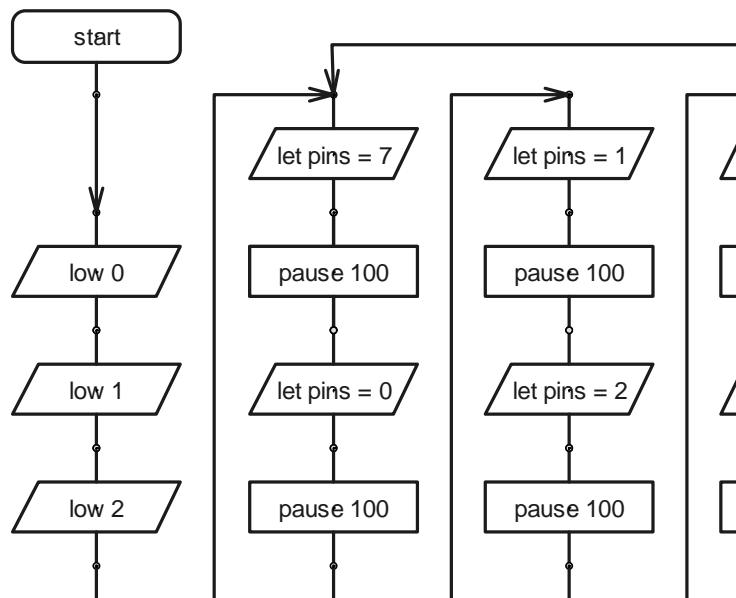 start
low 0
low 1
low 2
let pins = 7
pause 100
let pins = 0
pause 100
let pins = 1
pause 100
let pins = 2
pause 100